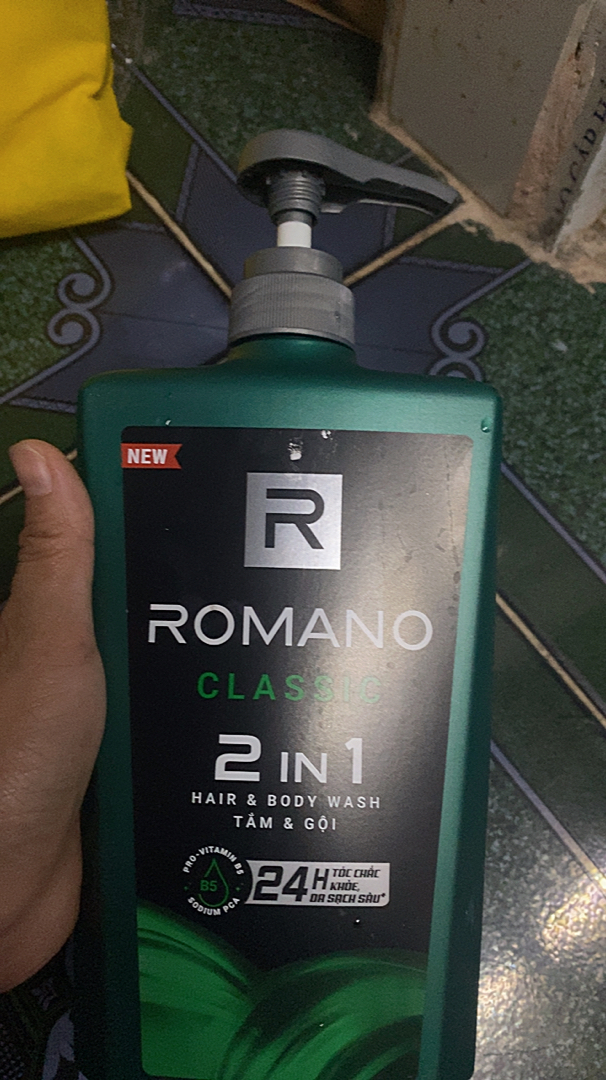 NEW
R
ROMANO
CLASSIC
2 IN 1
HAIR & BODY WASH
TẮM & GỘI
PRO-VITAMIN B5
B5
SODIUM PCA
24H TÓC CHẮC
KHỎE,
DA SẠCH SÂU*